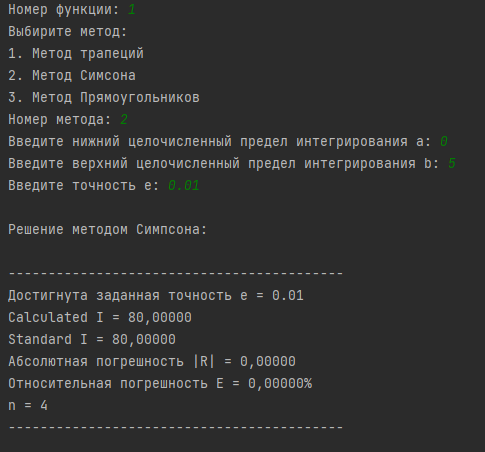 Номер функции: 1
Выбирите метод:
1. Метод трапеций
2. Метод Симсона
3. Метод Прямоугольников
Номер метода: 2
Введите нижний целочисленный предел интегрирования a: 0
Введите верхний целочисленный предел интегрирования b: 5
Введите точность e: 0.01
Решение методом Симпсона:
------------------------------------------
Достигнута заданная точность e = 0.01
Calculated I = 80,00000
Standard I = 80,00000
Абсолютная погрешность |R| = 0,00000
Относительная погрешность E = 0,00000%
n = 4
------------------------------------------